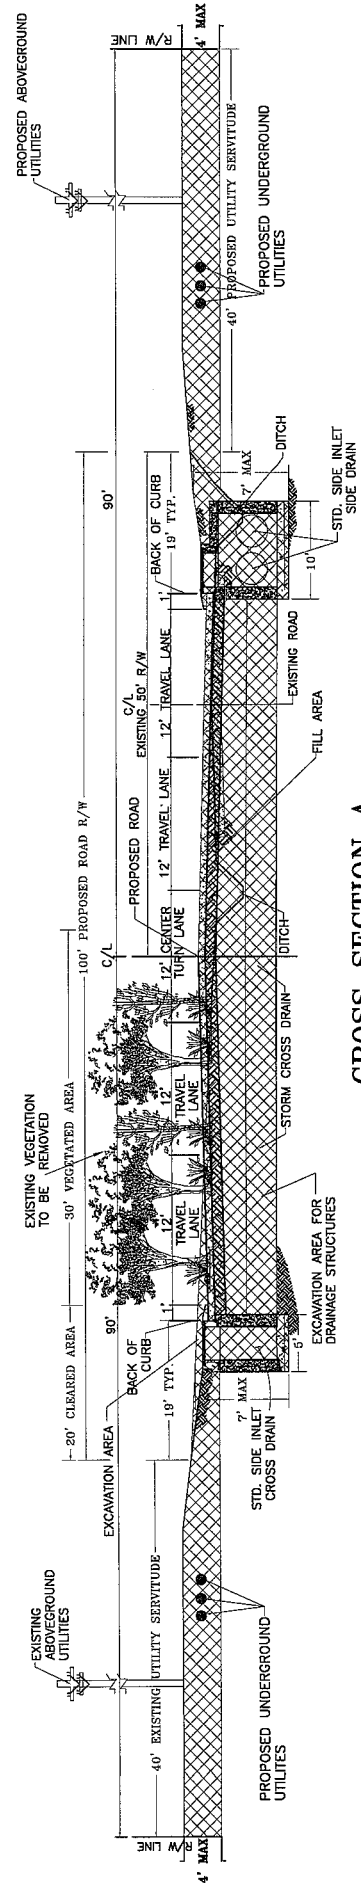 EXISTING
ABOVEGROUND
UTILITIES
PROPOSED ABOVEGROUND
UTILITIES
R/W LINE
4' MAX
40' EXISTING UTILITY SERVITUDE
PROPOSED UNDERGROUND
UTILITES
90'
20' CLEARED AREA
30' VEGETATED AREA
EXISTING VEGETATION
TO BE REMOVED
100' PROPOSED ROAD R/W
90'
EXCAVATION AREA
BACK OF
CURB
19' TYP.
1'
12'
TRAVEL
LANE
12'
TRAVEL
LANE
C/L
12' CENTER
TURN LANE
PROPOSED ROAD
12' TRAVEL LANE
12' TRAVEL LANE
C/L
EXISTING 50' R/W
1'
BACK OF CURB
19' TYP.
7' MAX
5'
STD. SIDE INLET
CROSS DRAIN
EXCAVATION AREA FOR
DRAINAGE STRUCTURES
STORM CROSS DRAIN
DITCH
FILL AREA
EXISTING ROAD
10'
STD. SIDE INLET
SIDE DRAIN
DITCH
7' MAX
40' PROPOSED UTILITY SERVITUDE
PROPOSED UNDERGROUND
UTILITIES
R/W LINE
4' MAX
CROSS SECTION A